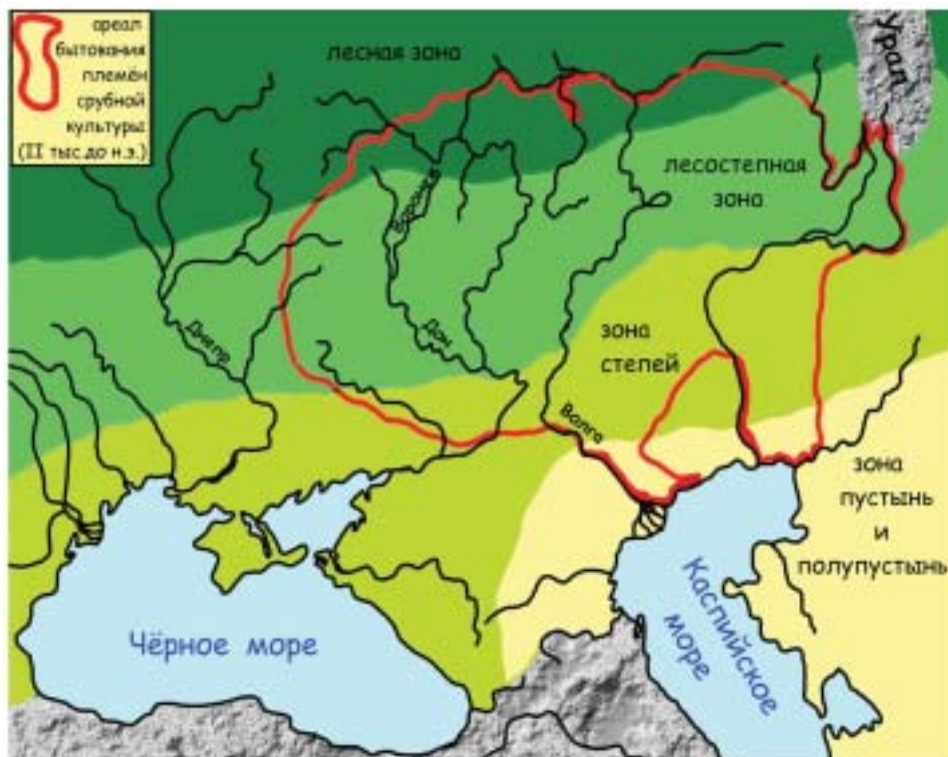 ареал
бытования
племён
срубной
культуры
(II тыс.до н.э.)
лесная зона
Урал
лесостепная
зона
Воронеж
Днепр
Дон
зона
степей
Волга
зона
пустынь
и
полупустынь
Чёрное море
Каспийское
море